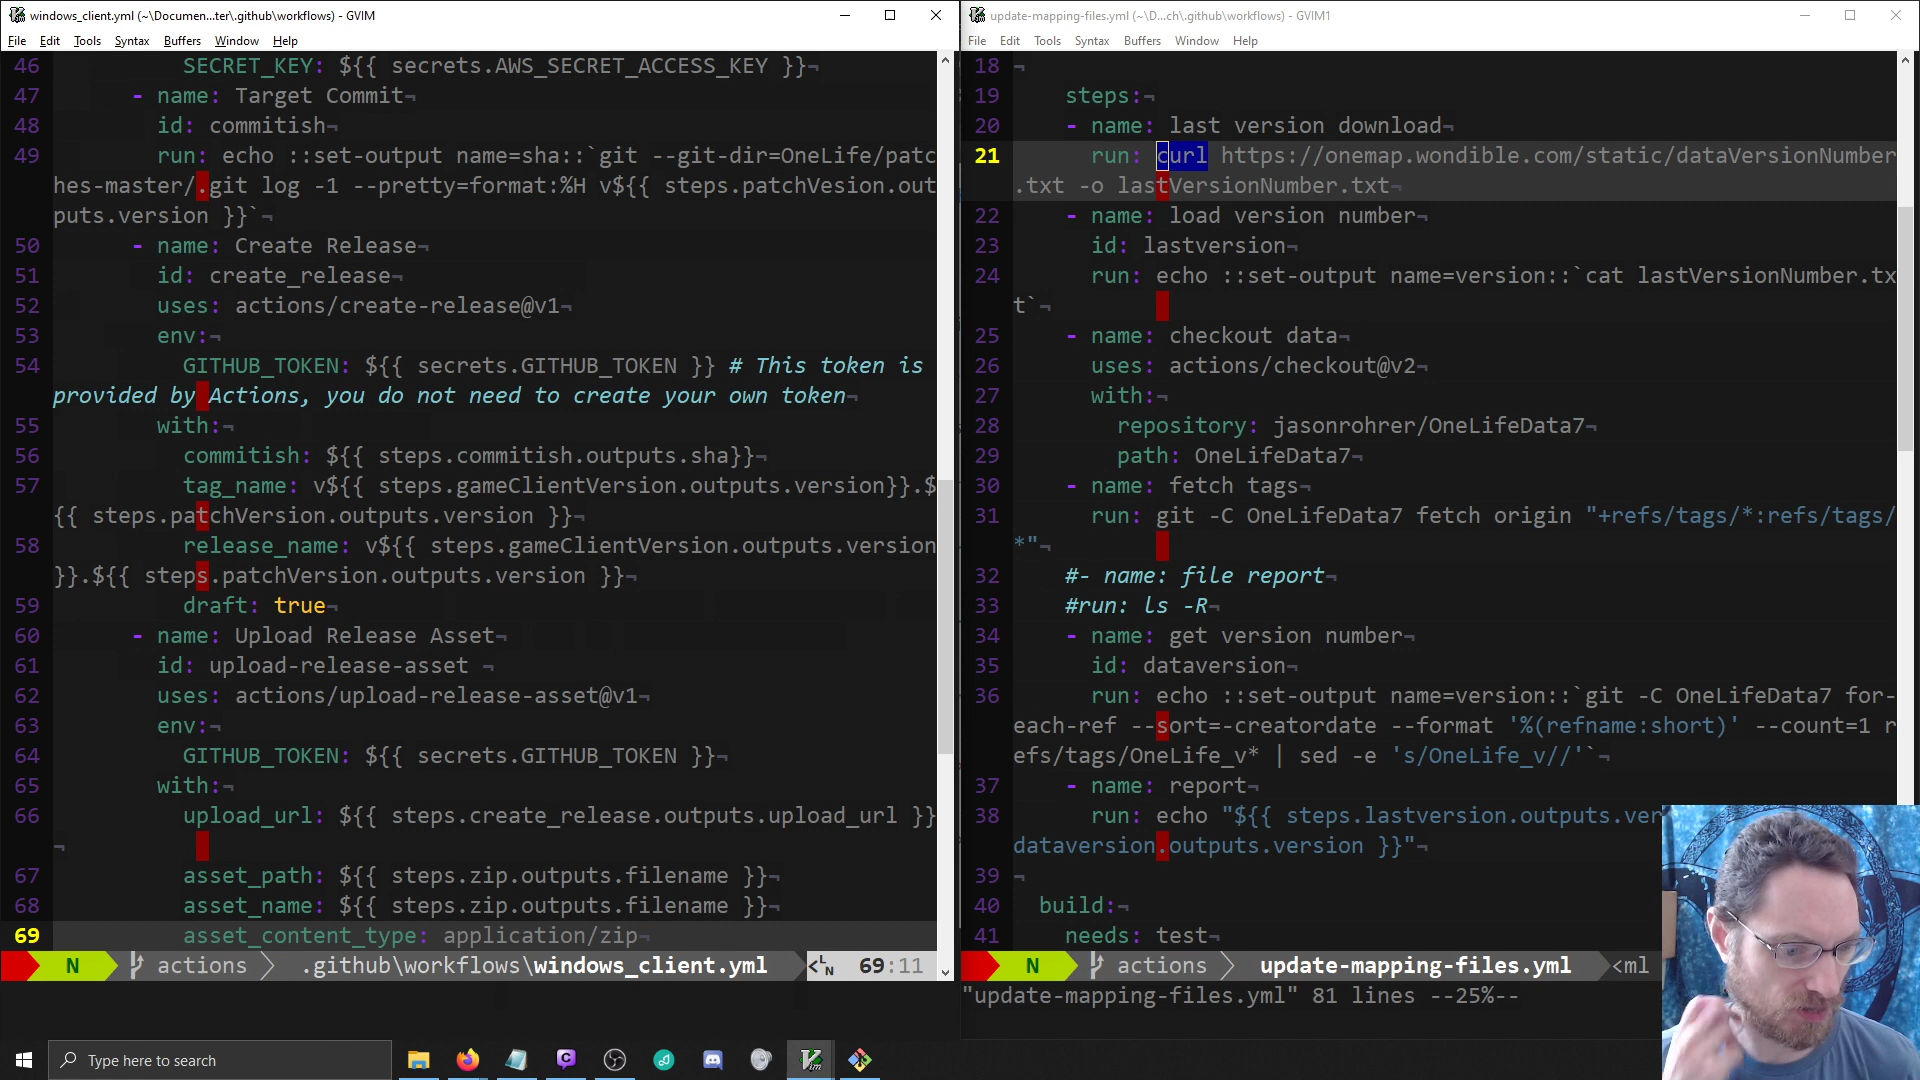 windows_client.yml (~\Documen...ter\.github\workflows) - GVIM
File Edit Tools Syntax Buffers Window Help
46 SECRET_KEY: ${{ secrets.AWS_SECRET_ACCESS_KEY }}¬
47 - name: Target Commit¬
48 id: commitish¬
49 run: echo ::set-output name=sha::`git --git-dir=OneLife/patc
hes-master/.git log -1 --pretty=format:%H v${{ steps.patchVesion.out
puts.version }}`¬
50 - name: Create Release¬
51 id: create_release¬
52 uses: actions/create-release@v1¬
53 env:¬
54 GITHUB_TOKEN: ${{ secrets.GITHUB_TOKEN }} # This token is
provided by Actions, you do not need to create your own token¬
55 with:¬
56 commitish: ${{ steps.commitish.outputs.sha}}¬
57 tag_name: v${{ steps.gameClientVersion.outputs.version}}.$
{{ steps.patchVersion.outputs.version }}¬
58 release_name: v${{ steps.gameClientVersion.outputs.version
}}.${{ steps.patchVersion.outputs.version }}¬
59 draft: true¬
60 - name: Upload Release Asset¬
61 id: upload-release-asset ¬
62 uses: actions/upload-release-asset@v1¬
63 env:¬
64 GITHUB_TOKEN: ${{ secrets.GITHUB_TOKEN }}¬
65 with:¬
66 upload_url: ${{ steps.create_release.outputs.upload_url }}
¬
67 asset_path: ${{ steps.zip.outputs.filename }}¬
68 asset_name: ${{ steps.zip.outputs.filename }}¬
69 asset_content_type: application/zip¬
N actions .github\workflows\windows_client.yml < LN 69:11
update-mapping-files.yml (~\D...ch\.github\workflows) - GVIM1
File Edit Tools Syntax Buffers Window Help
18 ¬
19 steps:¬
20 - name: last version download¬
21 run: curl https://onemap.wondible.com/static/dataVersionNumber
.txt -o lastVersionNumber.txt¬
22 - name: load version number¬
23 id: lastversion¬
24 run: echo ::set-output name=version::`cat lastVersionNumber.tx
t`¬
25 - name: checkout data¬
26 uses: actions/checkout@v2¬
27 with:¬
28 repository: jasonrohrer/OneLifeData7¬
29 path: OneLifeData7¬
30 - name: fetch tags¬
31 run: git -C OneLifeData7 fetch origin "+refs/tags/*:refs/tags/
*"¬
32 #- name: file report¬
33 #run: ls -R¬
34 - name: get version number¬
35 id: dataversion¬
36 run: echo ::set-output name=version::`git -C OneLifeData7 for-
each-ref --sort=-creatordate --format '%(refname:short)' --count=1 r
efs/tags/OneLife_v* | sed -e 's/OneLife_v//'`¬
37 - name: report¬
38 run: echo "${{ steps.lastversion.outputs.ver
dataversion.outputs.version }}"¬
39 ¬
40 build:¬
41 needs: test¬
N actions update-mapping-files.yml <ml
"update-mapping-files.yml" 81 lines --25%--
Type here to search